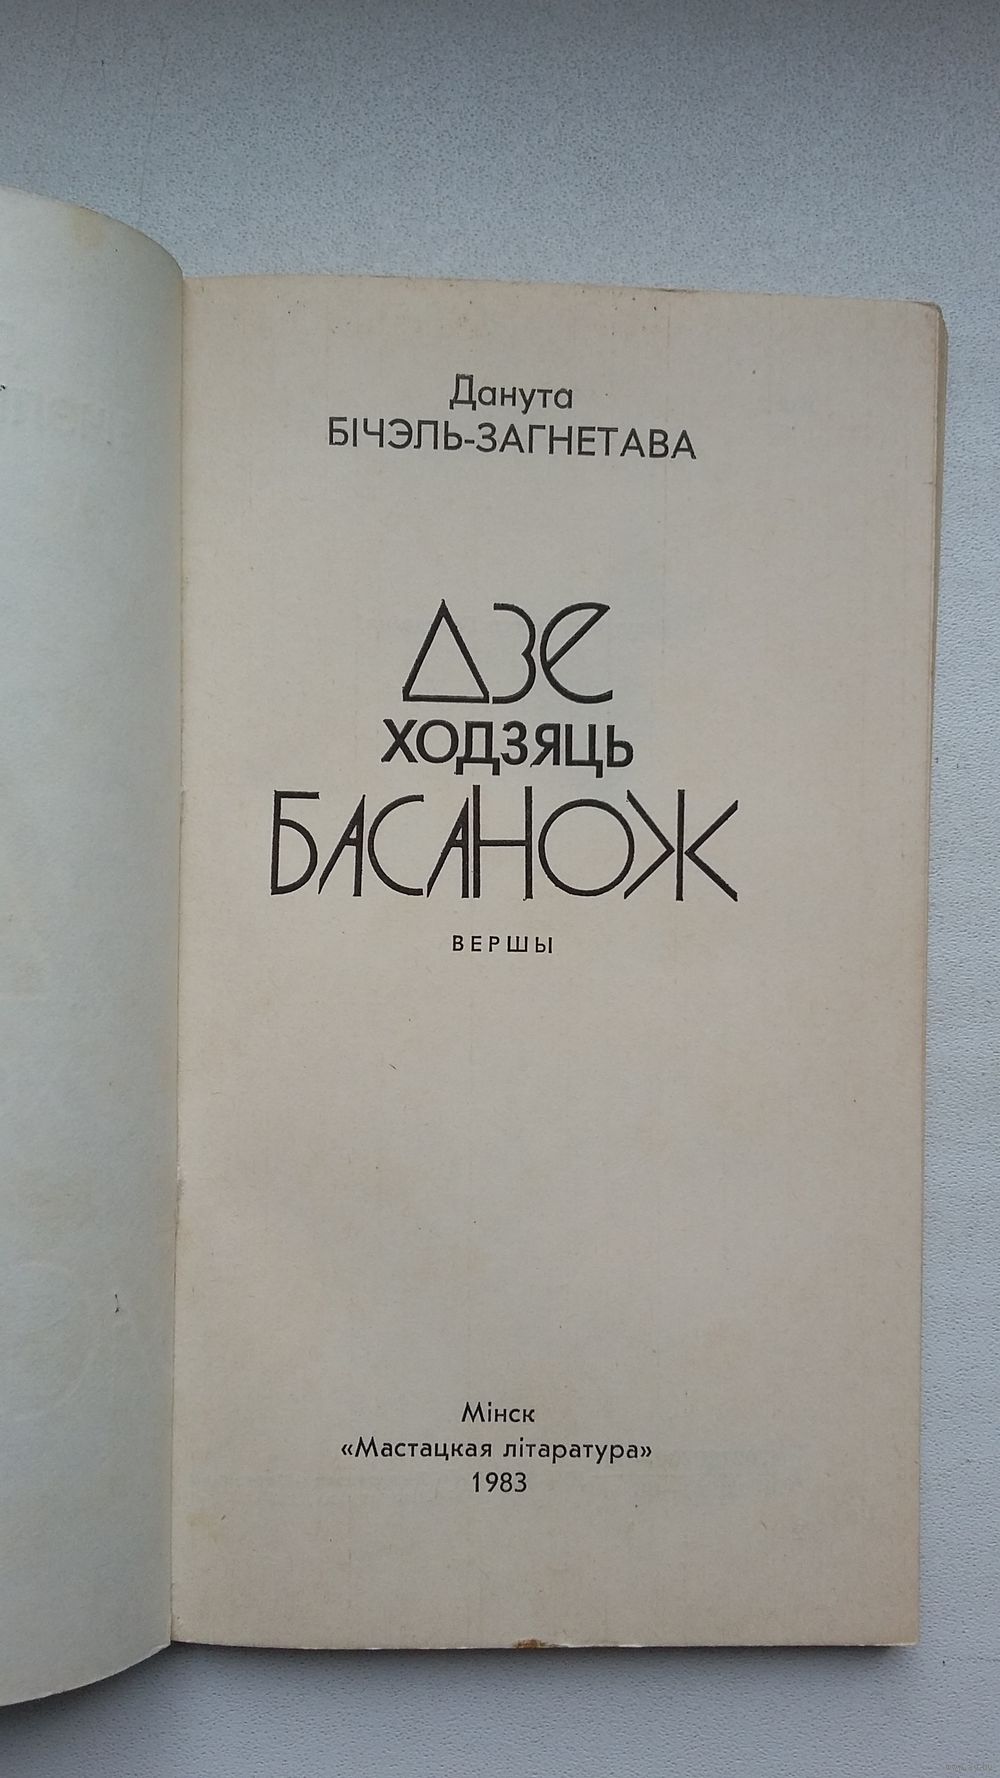 Данута
БІЧЭЛЬ-ЗАГНЕТАВА
ДЗЕ
ХОДЗЯЦЬ
БАСАНОЖ
ВЕРШЫ
Мінск
«Мастацкая літаратура»
1983